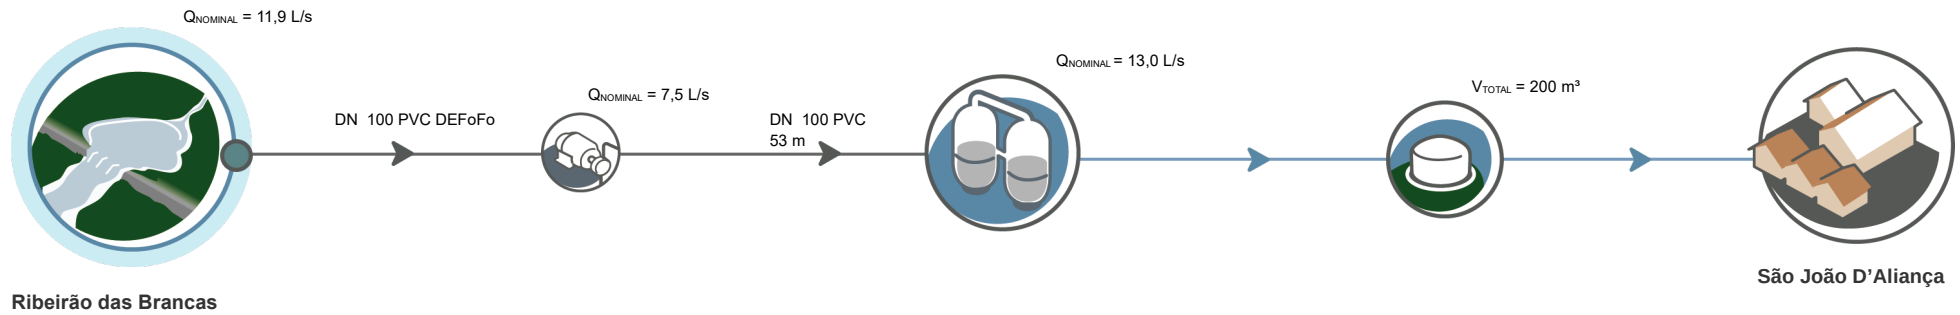 QNOMINAL = 11,9 L/s
DN 100 PVC DEFoFo
QNOMINAL = 7,5 L/s
DN 100 PVC
53 m
QNOMINAL = 13,0 L/s
VTOTAL = 200 m³
Ribeirão das Brancas
São João D’Aliança